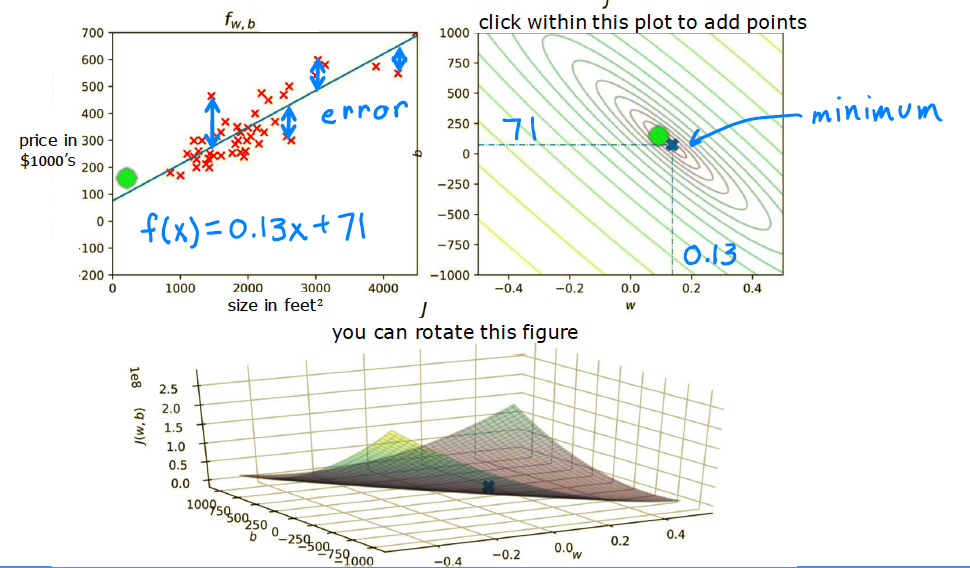 f_{w,b}
J
click within this plot to add points
price in
$1000's
700
600
500
400
300
200
100
0
-100
-200
0 1000 2000 3000 4000
size in feet²
error
f(x)=0.13x+71
b
1000
750
500
250
0
−250
−500
−750
−1000
−0.4 −0.2 0.0 0.2 0.4
w
71
minimum
0.13
J
you can rotate this figure
1e8
J(w,b)
2.5
2.0
1.5
1.0
0.5
0.0
1000
750
500
250
0
−250
−500
−750
−1000
b
−0.4
−0.2
0.0
0.2
0.4
w